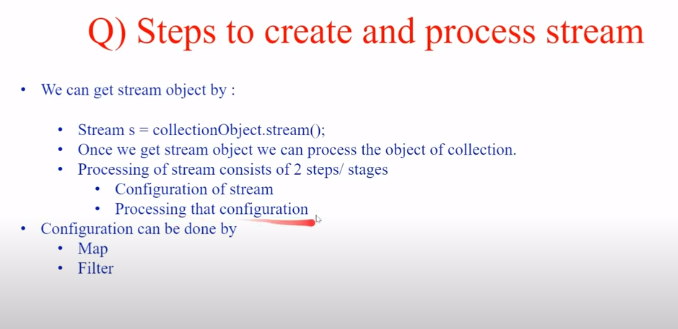 Q) Steps to create and process stream
• We can get stream object by :
• Stream s = collectionObject.stream();
• Once we get stream object we can process the object of collection.
• Processing of stream consists of 2 steps/ stages
• Configuration of stream
• Processing that configuration
• Configuration can be done by
• Map
• Filter